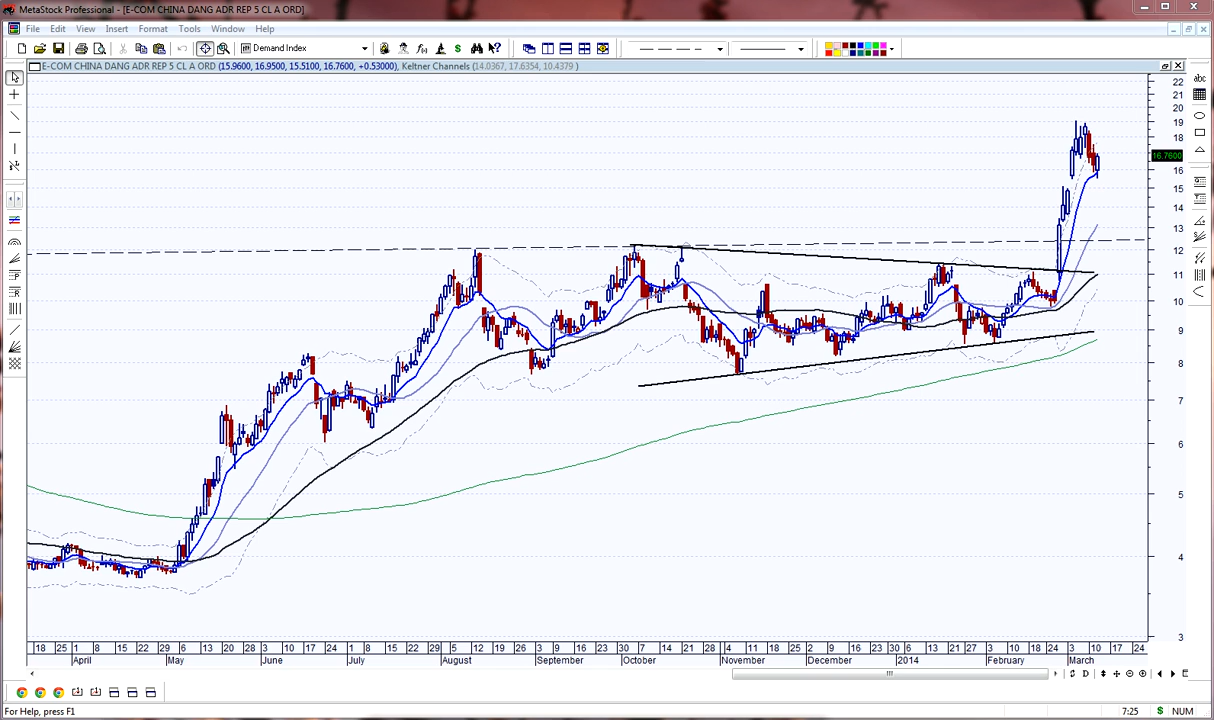 MetaStock Professional - [E-COM CHINA DANG ADR REP 5 CL A ORD]
File Edit View Insert Format Tools Window Help
Demand Index
E-COM CHINA DANG ADR REP 5 CL A ORD (15.9600, 16.9500, 15.5100, 16.7600, +0.53000), Keltner Channels (14.0367, 17.6354, 10.4379 )
abc
22
21
20
19
18
16.7600
16
15
14
13
12
11
10
9
8
7
6
5
4
3
18 25 1 8 15 22 29 6 13 20 28 3 10 17 24 1 8 15 22 29 5 12 19 26 3 9 16 23 30 7 14 21 28 4 11 18 25 2 9 16 23 30 6 13 21 27 3 10 18 24 3 10 17 24
April May June July August September October November December 2014 February March
For Help, press F1 7:25 $ NUM